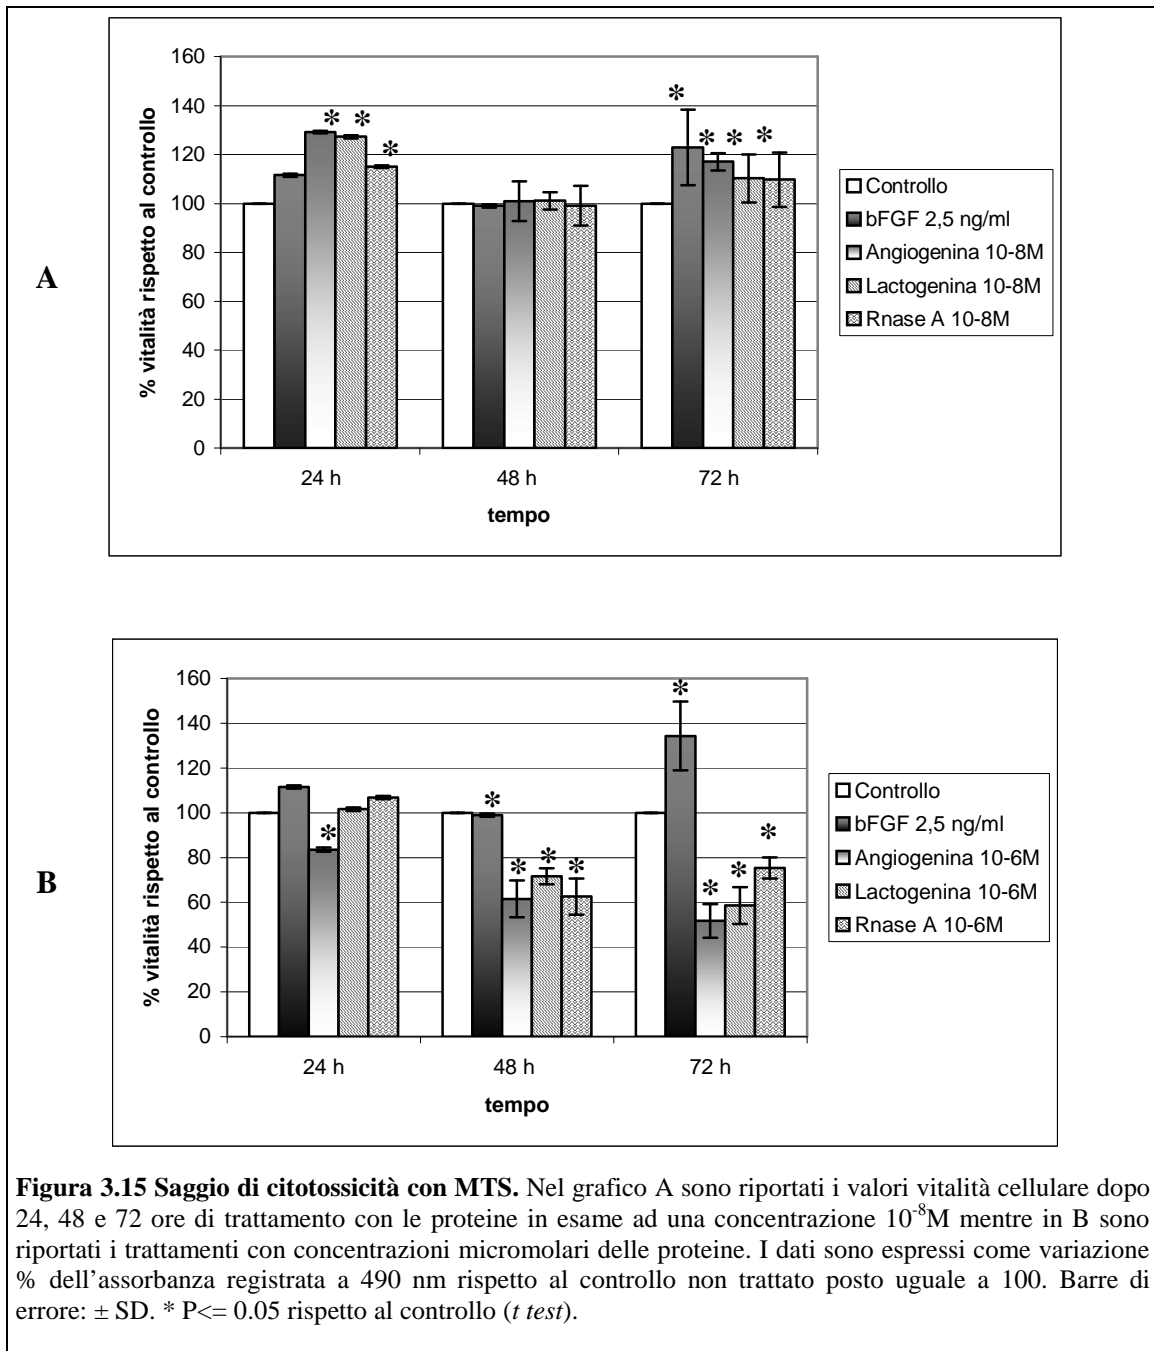 160
140
120
100
80
60
40
20
0
% vitalità rispetto al controllo
* * *
* * * *
24 h 48 h 72 h
tempo
Controllo
bFGF 2,5 ng/ml
Angiogenina 10-8M
Lactogenina 10-8M
Rnase A 10-8M
A
160
140
120
100
80
60
40
20
0
% vitalità rispetto al controllo
*
* * * *
* * * *
24 h 48 h 72 h
tempo
Controllo
bFGF 2,5 ng/ml
Angiogenina 10-6M
Lactogenina 10-6M
Rnase A 10-6M
B
Figura 3.15 Saggio di citotossicità con MTS. Nel grafico A sono riportati i valori vitalità cellulare dopo
24, 48 e 72 ore di trattamento con le proteine in esame ad una concentrazione 10⁻⁸M mentre in B sono
riportati i trattamenti con concentrazioni micromolari delle proteine. I dati sono espressi come variazione
% dell'assorbanza registrata a 490 nm rispetto al controllo non trattato posto uguale a 100. Barre di
errore: ± SD. * P<= 0.05 rispetto al controllo (t test).